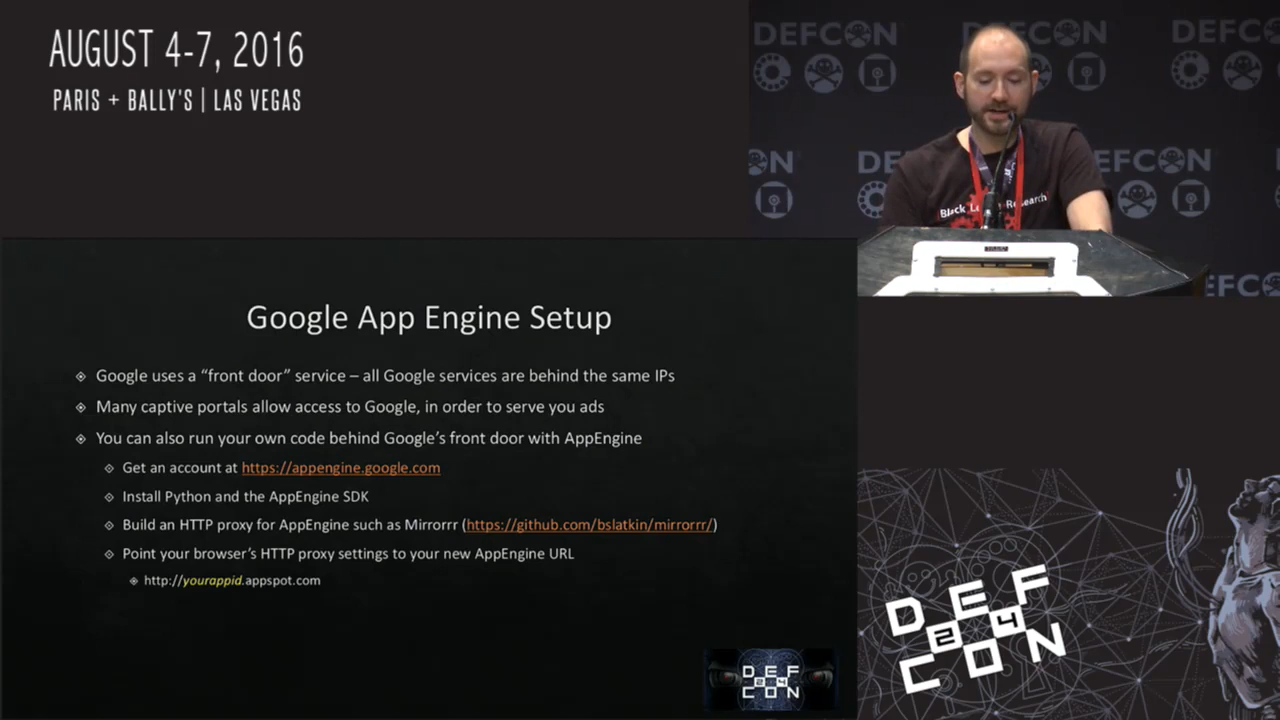 AUGUST 4-7, 2016
PARIS + BALLY'S | LAS VEGAS
DEFCON
DEFCON
DEFC
Research
Google App Engine Setup
Google uses a “front door” service – all Google services are behind the same IPs
Many captive portals allow access to Google, in order to serve you ads
You can also run your own code behind Google’s front door with AppEngine
Get an account at https://appengine.google.com
Install Python and the AppEngine SDK
Build an HTTP proxy for AppEngine such as Mirrorrr (https://github.com/bslatkin/mirrorrr/)
Point your browser’s HTTP proxy settings to your new AppEngine URL
http://yourappid.appspot.com
DEF
24
CON
DEF
24
CON